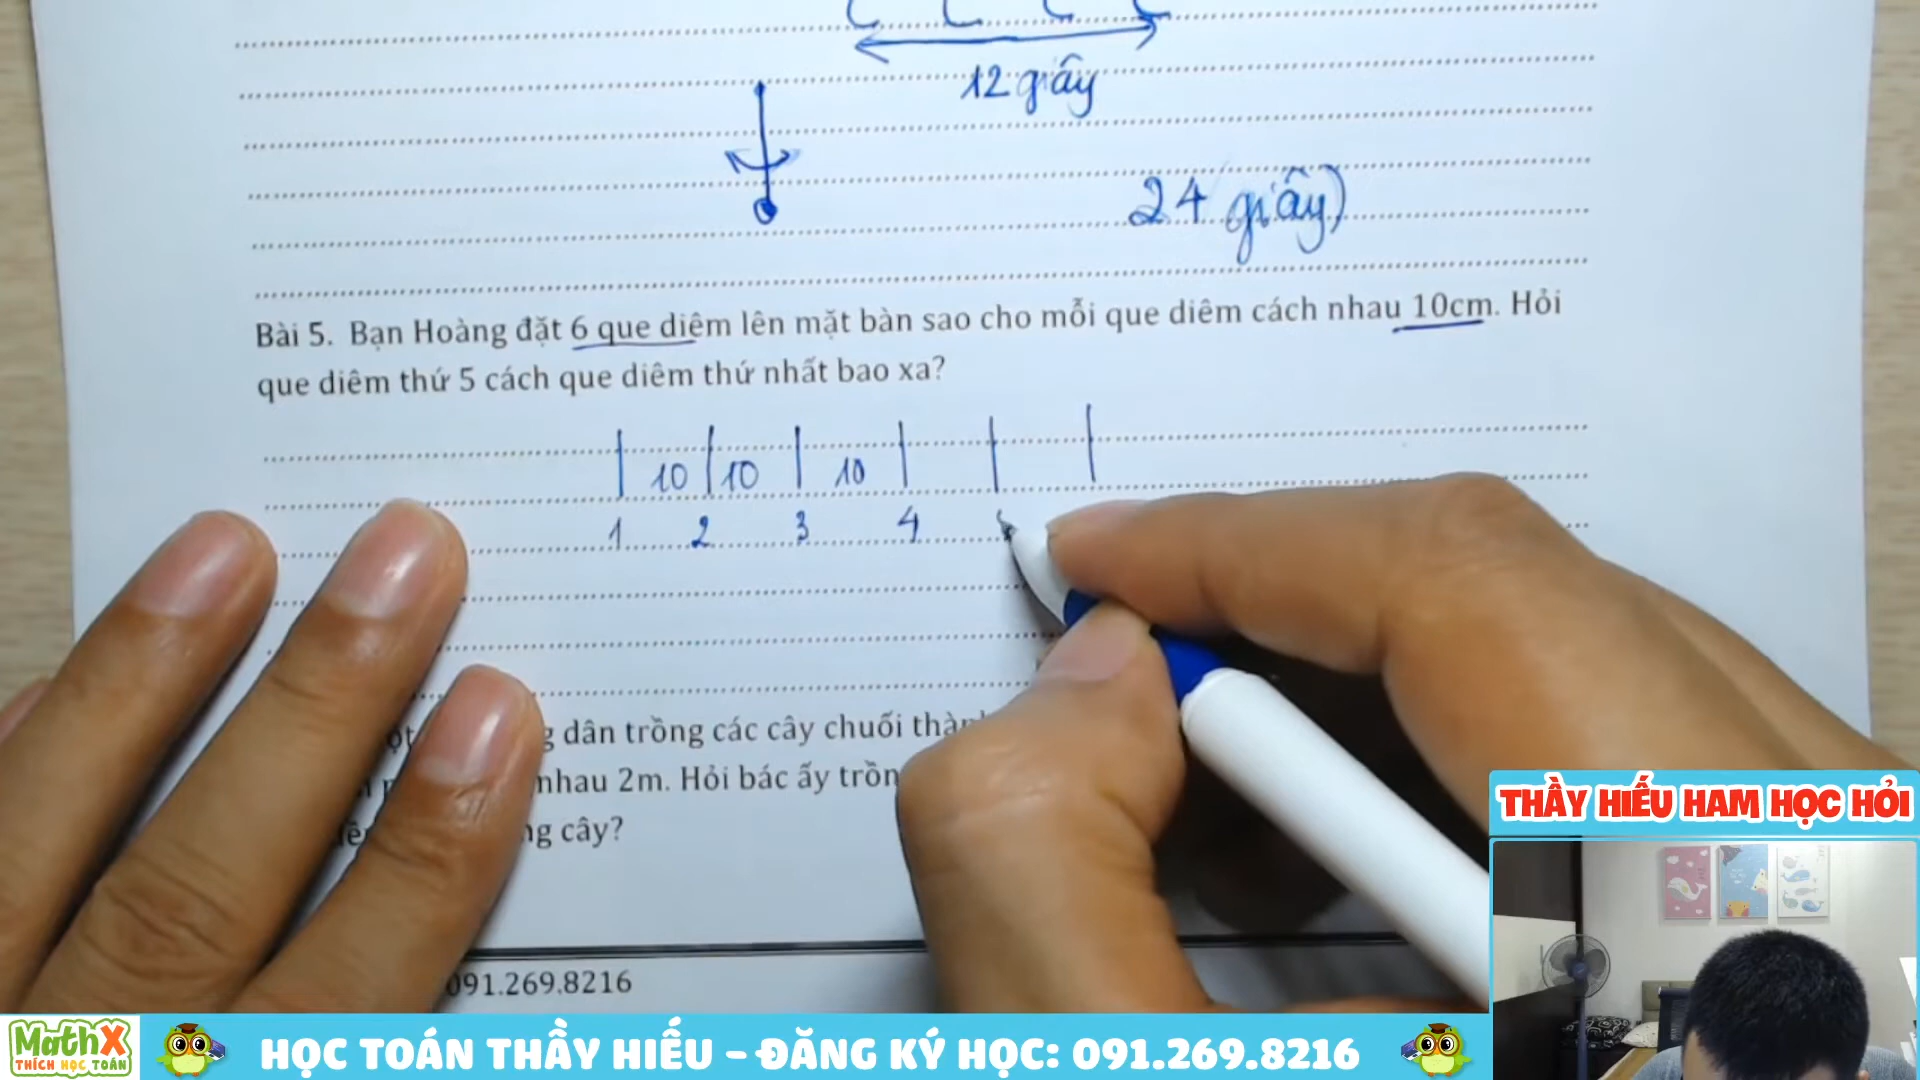 12 giây
24 giây
Bài 5. Bạn Hoàng đặt 6 que diêm lên mặt bàn sao cho mỗi que diêm cách nhau 10cm. Hỏi
que diêm thứ 5 cách que diêm thứ nhất bao xa?
10 10 10
1 2 3 4
dân trồng các cây chuối
nhau 2m. Hỏi bác ấy
cây?
091.269.8216
THẦY HIẾU HAM HỌC HỎI
MathX
THÍCH HỌC TOÁN
HỌC TOÁN THẦY HIẾU - ĐĂNG KÝ HỌC: 091.269.8216